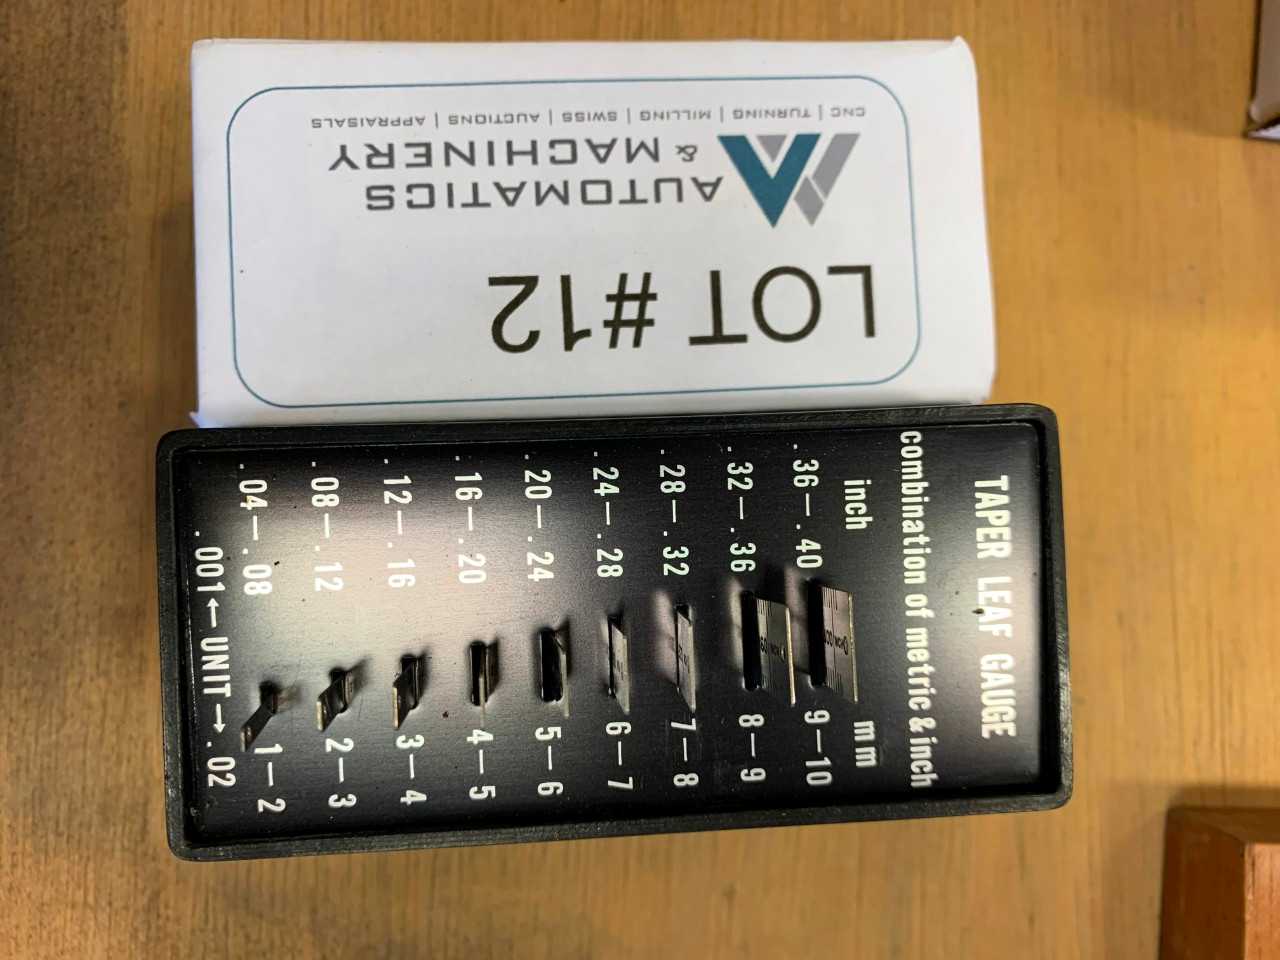 CNC | TURNING | MILLING | SWISS | AUCTIONS | APPRAISALS
AUTOMATICS
& MACHINERY
LOT #12
TAPER LEAF GAUGE
combination of metric & inch
inch mm
.36—.40 9—10
.32—.36 8—9
.28—.32 7—8
.24—.28 6—7
.20—.24 5—6
.16—.20 4—5
.12—.16 3—4
.08—.12 2—3
.04—.08 1—2
.001←UNIT→.02